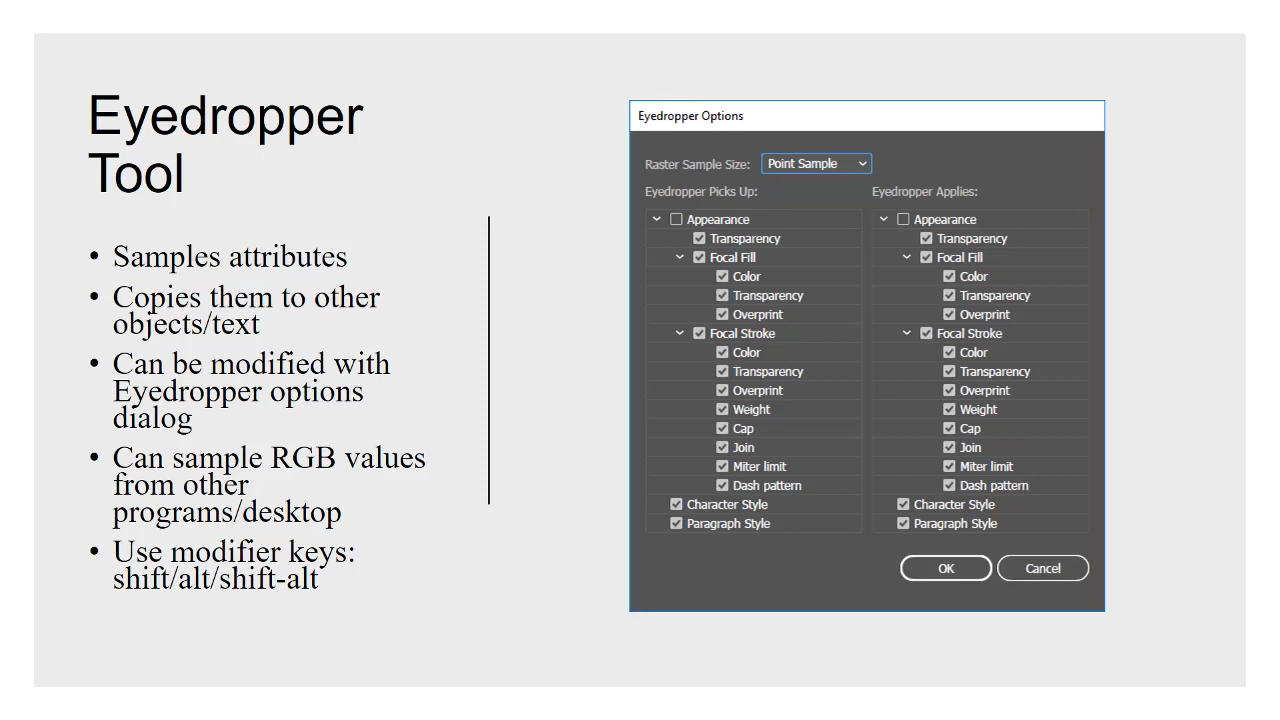 Eyedropper
Tool
• Samples attributes
• Copies them to other
objects/text
• Can be modified with
Eyedropper options
dialog
• Can sample RGB values
from other
programs/desktop
• Use modifier keys:
shift/alt/shift-alt
Eyedropper Options
Raster Sample Size: Point Sample
Eyedropper Picks Up:
Appearance
Transparency
Focal Fill
Color
Transparency
Overprint
Focal Stroke
Color
Transparency
Overprint
Weight
Cap
Join
Miter limit
Dash pattern
Character Style
Paragraph Style
Eyedropper Applies:
Appearance
Transparency
Focal Fill
Color
Transparency
Overprint
Focal Stroke
Color
Transparency
Overprint
Weight
Cap
Join
Miter limit
Dash pattern
Character Style
Paragraph Style
OK Cancel